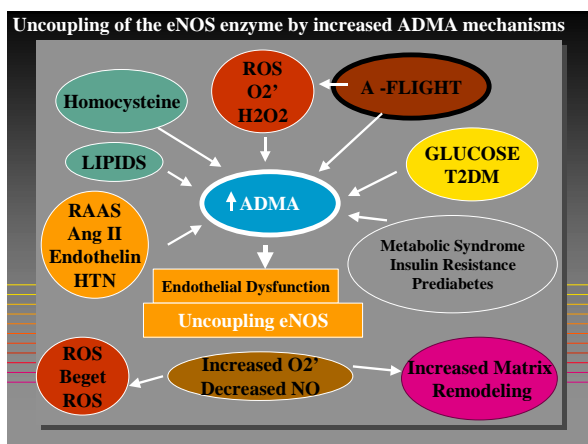 Uncoupling of the eNOS enzyme by increased ADMA mechanisms
Homocysteine
ROS
O2’
H2O2
A -FLIGHT
LIPIDS
GLUCOSE
T2DM
ADMA
RAAS
Ang II
Endothelin
HTN
Metabolic Syndrome
Insulin Resistance
Prediabetes
Endothelial Dysfunction
Uncoupling eNOS
ROS
Beget
ROS
Increased O2’
Decreased NO
Increased Matrix
Remodeling